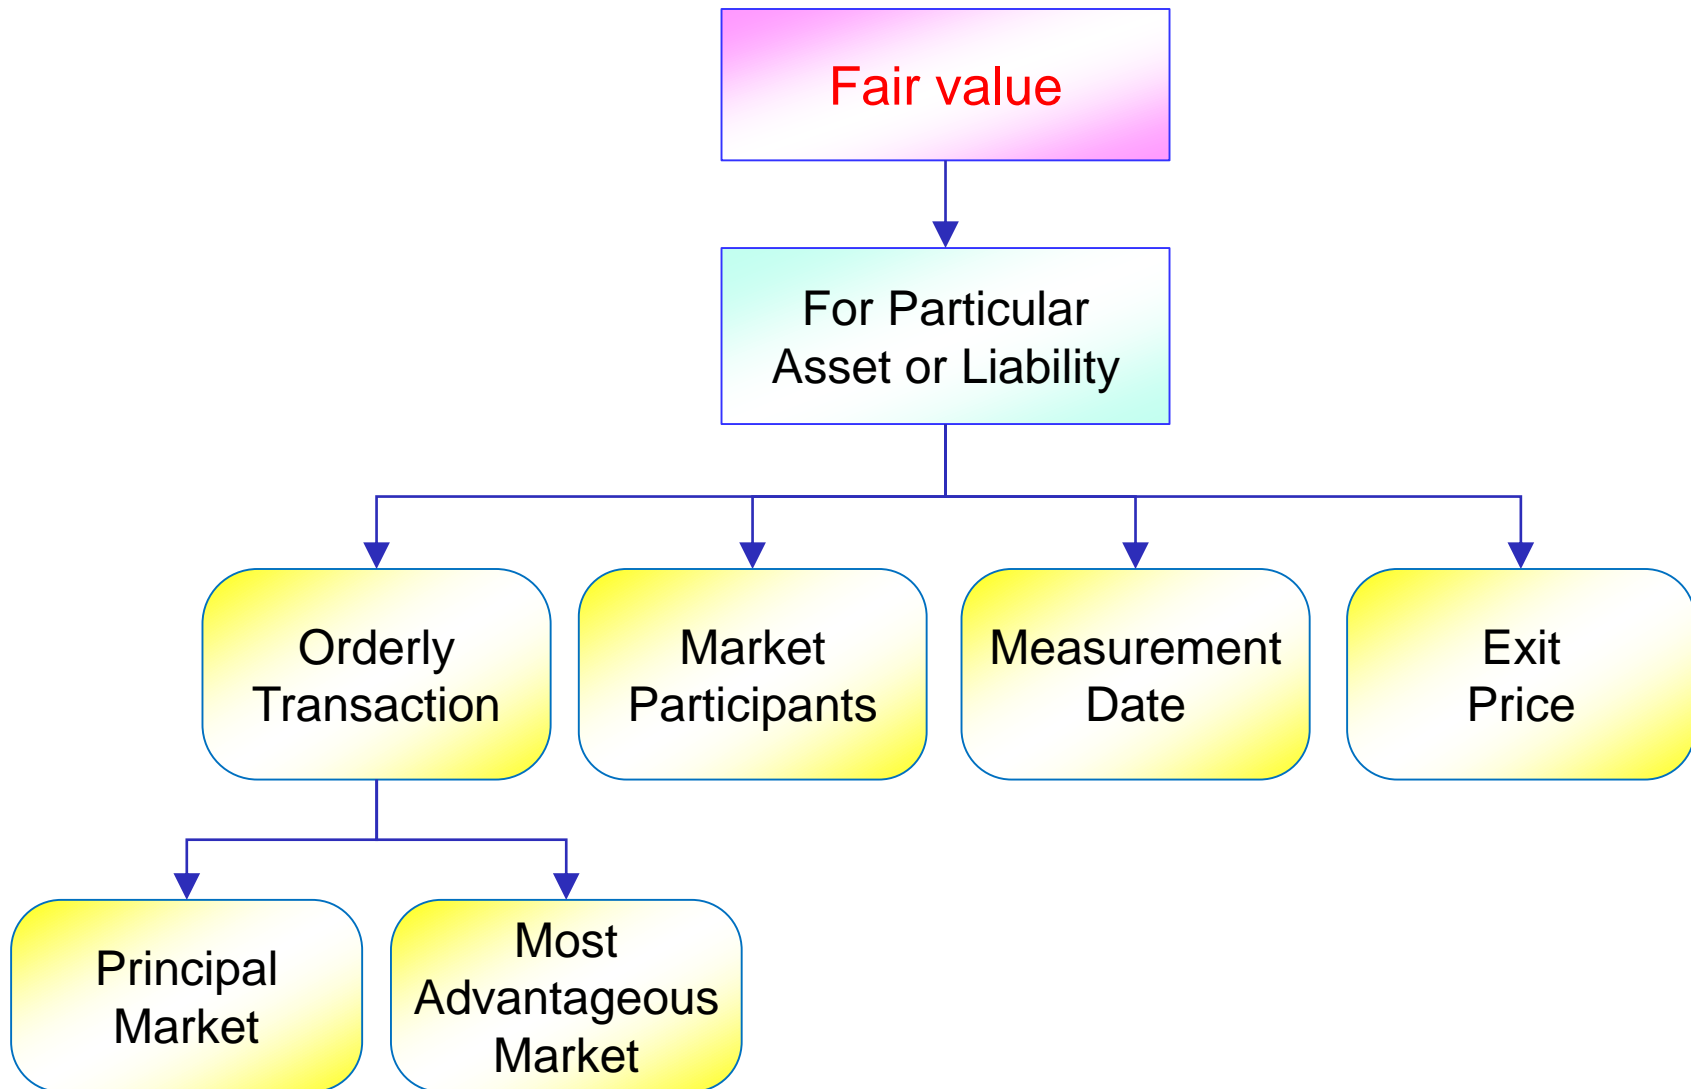 Fair value
For Particular
Asset or Liability
Orderly
Transaction
Market
Participants
Measurement
Date
Exit
Price
Principal
Market
Most
Advantageous
Market